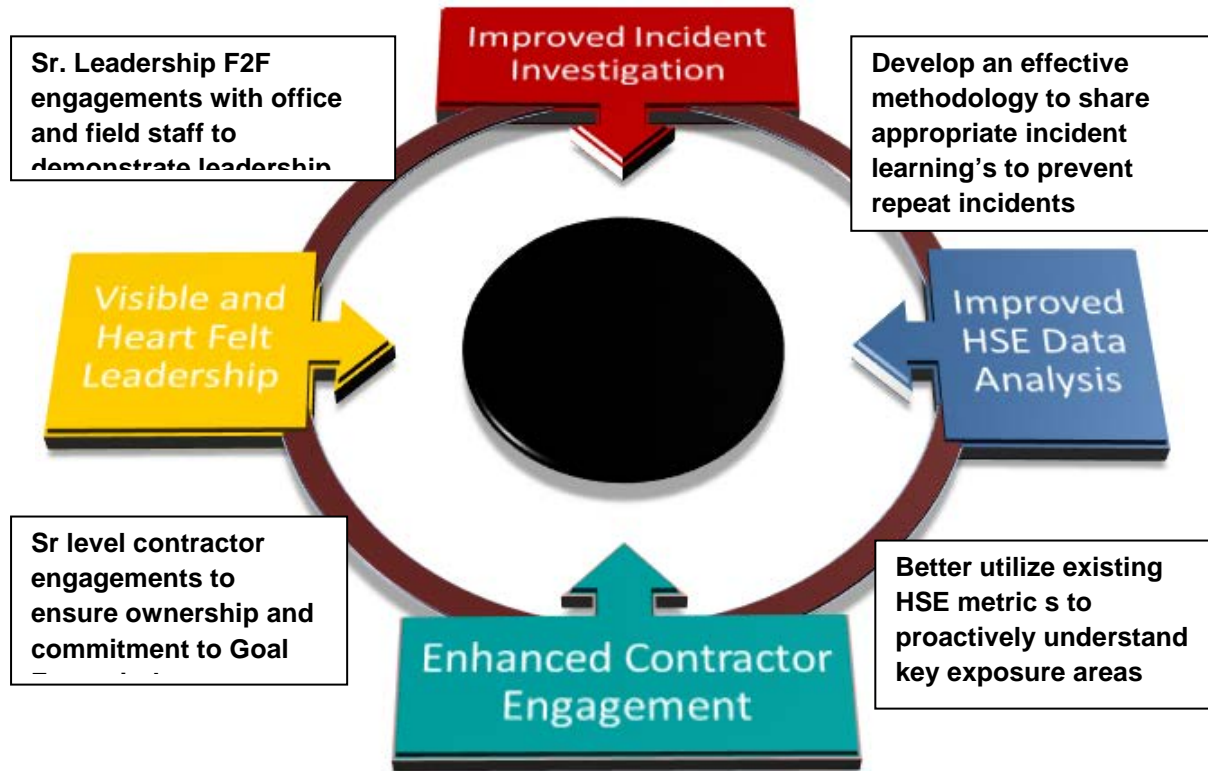 Improved Incident
Investigation
Sr. Leadership F2F
engagements with office
and field staff to
demonstrate leadership
Develop an effective
methodology to share
appropriate incident
learning’s to prevent
repeat incidents
Visible and
Heart Felt
Leadership
Improved
HSE Data
Analysis
Sr level contractor
engagements to
ensure ownership and
commitment to Goal
Better utilize existing
HSE metric s to
proactively understand
key exposure areas
Enhanced Contractor
Engagement